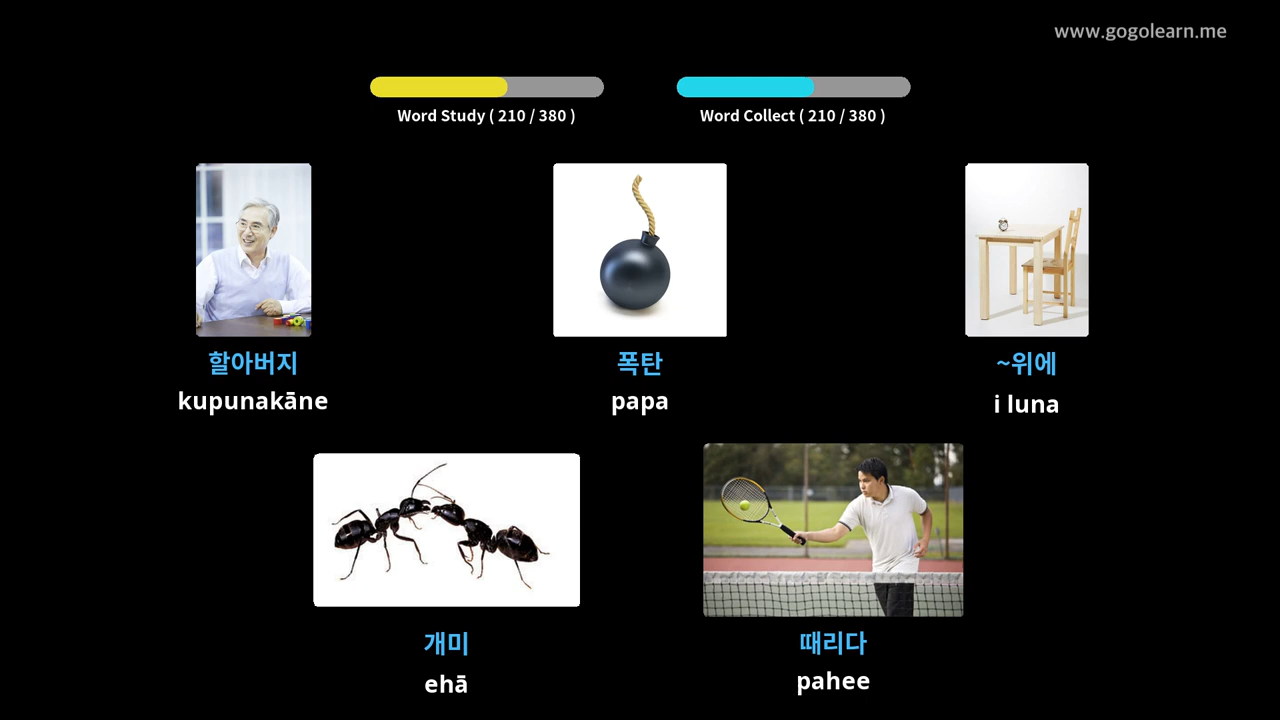 www.gogolearn.me
Word Study ( 210 / 380 )
Word Collect ( 210 / 380 )
할아버지
kupunakāne
폭탄
papa
~위에
i luna
개미
ehā
때리다
pahee